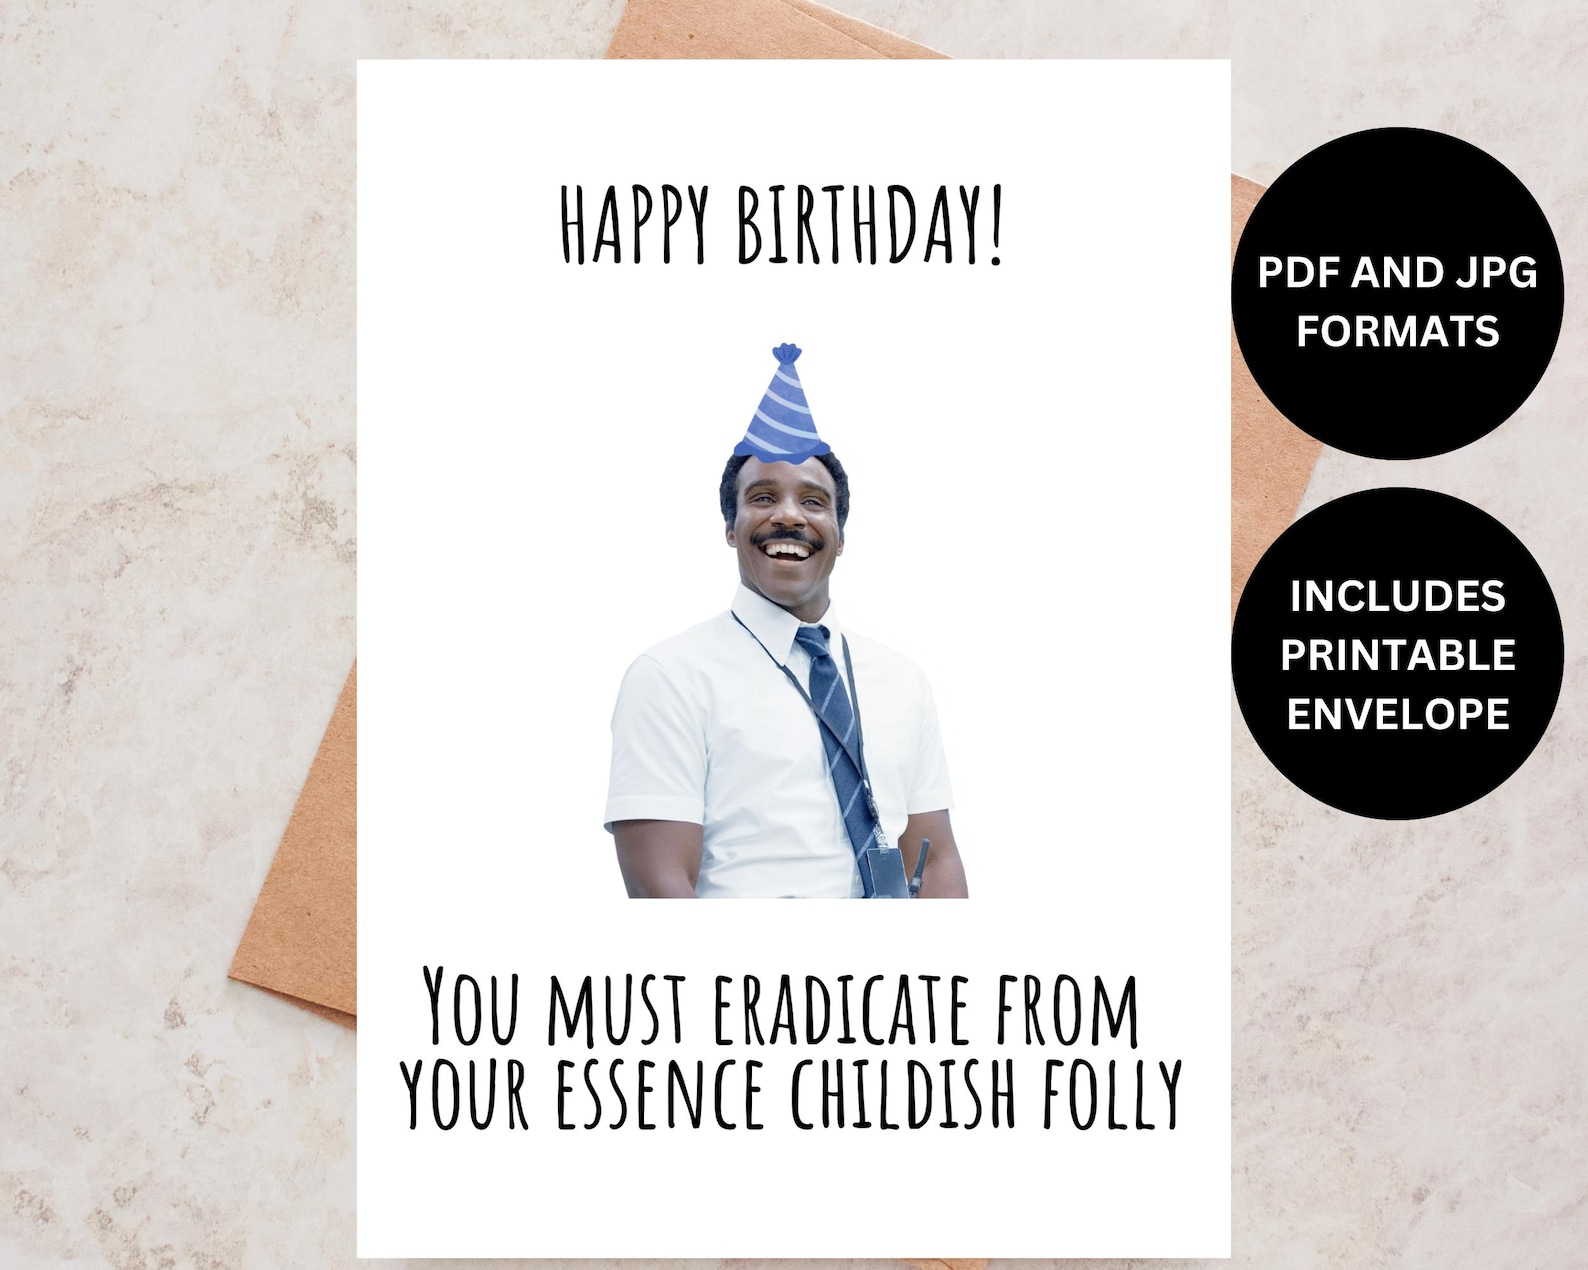 HAPPY BIRTHDAY!
PDF AND JPG
FORMATS
INCLUDES
PRINTABLE
ENVELOPE
YOU MUST ERADICATE FROM
YOUR ESSENCE CHILDISH FOLLY